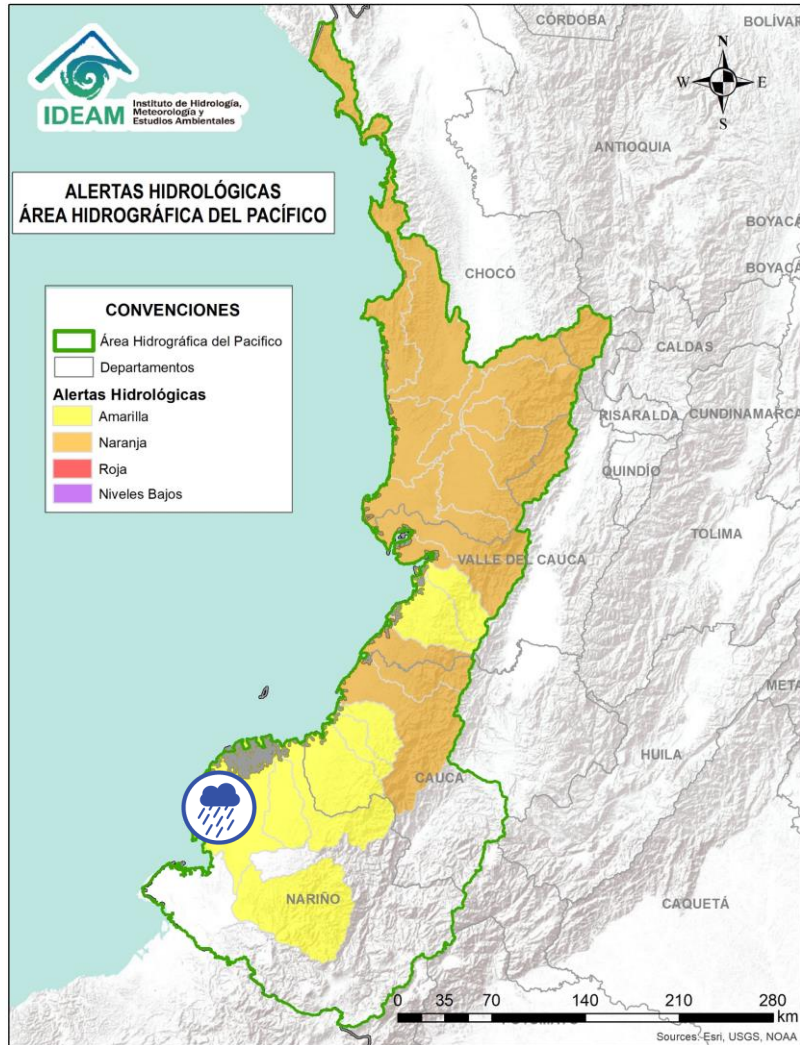 CÓRDOBA
BOLÍVAR
IDEAM
Instituto de Hidrología,
Meteorología y
Estudios Ambientales
N
W E
S
ANTIOQUIA
ALERTAS HIDROLÓGICAS
ÁREA HIDROGRÁFICA DEL PACÍFICO
BOYACÁ
BOYACÁ
CHOCÓ
CONVENCIONES
Área Hidrográfica del Pacifico
Departamentos
Alertas Hidrológicas
Amarilla
Naranja
Roja
Niveles Bajos
CALDAS
RISARALDA
CUNDINAMARCA
QUINDÍO
TOLIMA
VALLE DEL CAUCA
META
HUILA
CAUCA
NARIÑO
CAQUETÁ
0 35 70 140 210 280
km
Sources: Esri, USGS, NOAA